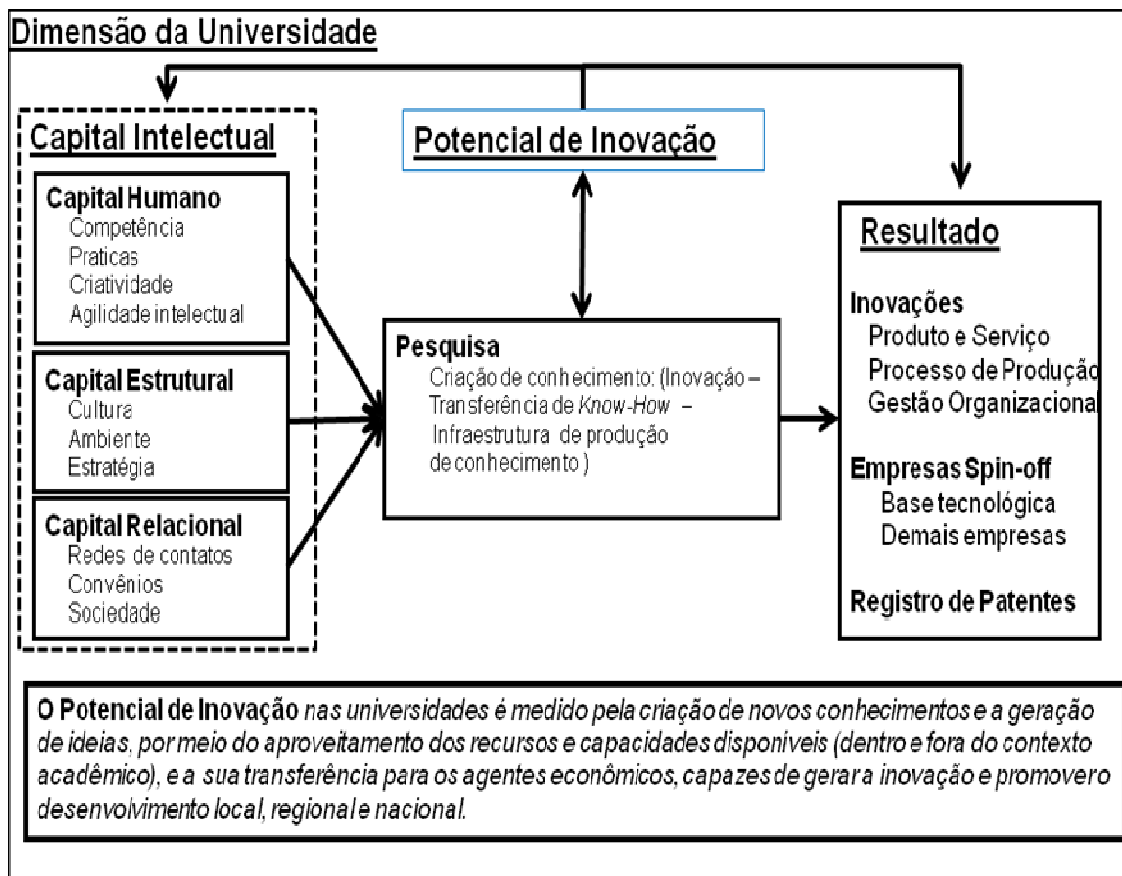 Dimensão da Universidade
Capital Intelectual
Capital Humano
Competência
Praticas
Criatividade
Agilidade intelectual
Capital Estrutural
Cultura
Ambiente
Estratégia
Capital Relacional
Redes de contatos
Convênios
Sociedade
Potencial de Inovação
Pesquisa
Criação de conhecimento: (Inovação –
Transferência de Know-How –
Infraestrutura de produção
de conhecimento )
Resultado
Inovações
Produto e Serviço
Processo de Produção
Gestão Organizacional
Empresas Spin-off
Base tecnológica
Demais empresas
Registro de Patentes
O Potencial de Inovação nas universidades é medido pela criação de novos conhecimentos e a geração
de ideias, por meio do aproveitamento dos recursos e capacidades disponíveis (dentro e fora do contexto
acadêmico), e a sua transferência para os agentes econômicos, capazes de gerar a inovação e promover o
desenvolvimento local, regional e nacional.